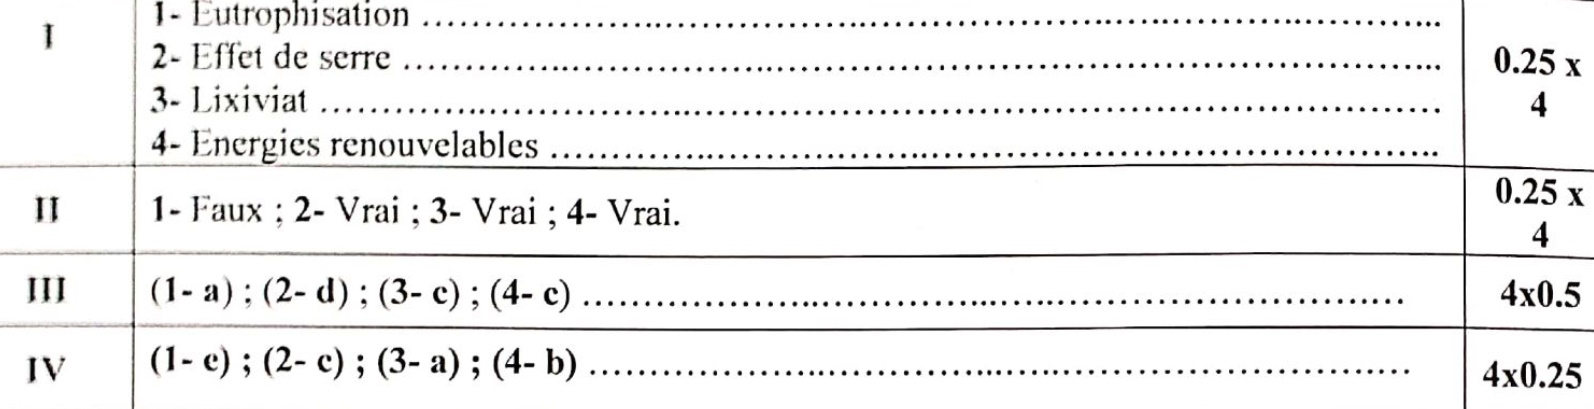 I
1- Eutrophisation ..........
2- Effet de serre ..........
3- Lixiviat ..........
4- Energies renouvelables ..........
0.25 x
4
II
1- Faux ; 2- Vrai ; 3- Vrai ; 4- Vrai.
0.25 x
4
III
(1- a) ; (2- d) ; (3- c) ; (4- c) ..........
4x0.5
IV
(1- e) ; (2- c) ; (3- a) ; (4- b) ..........
4x0.25